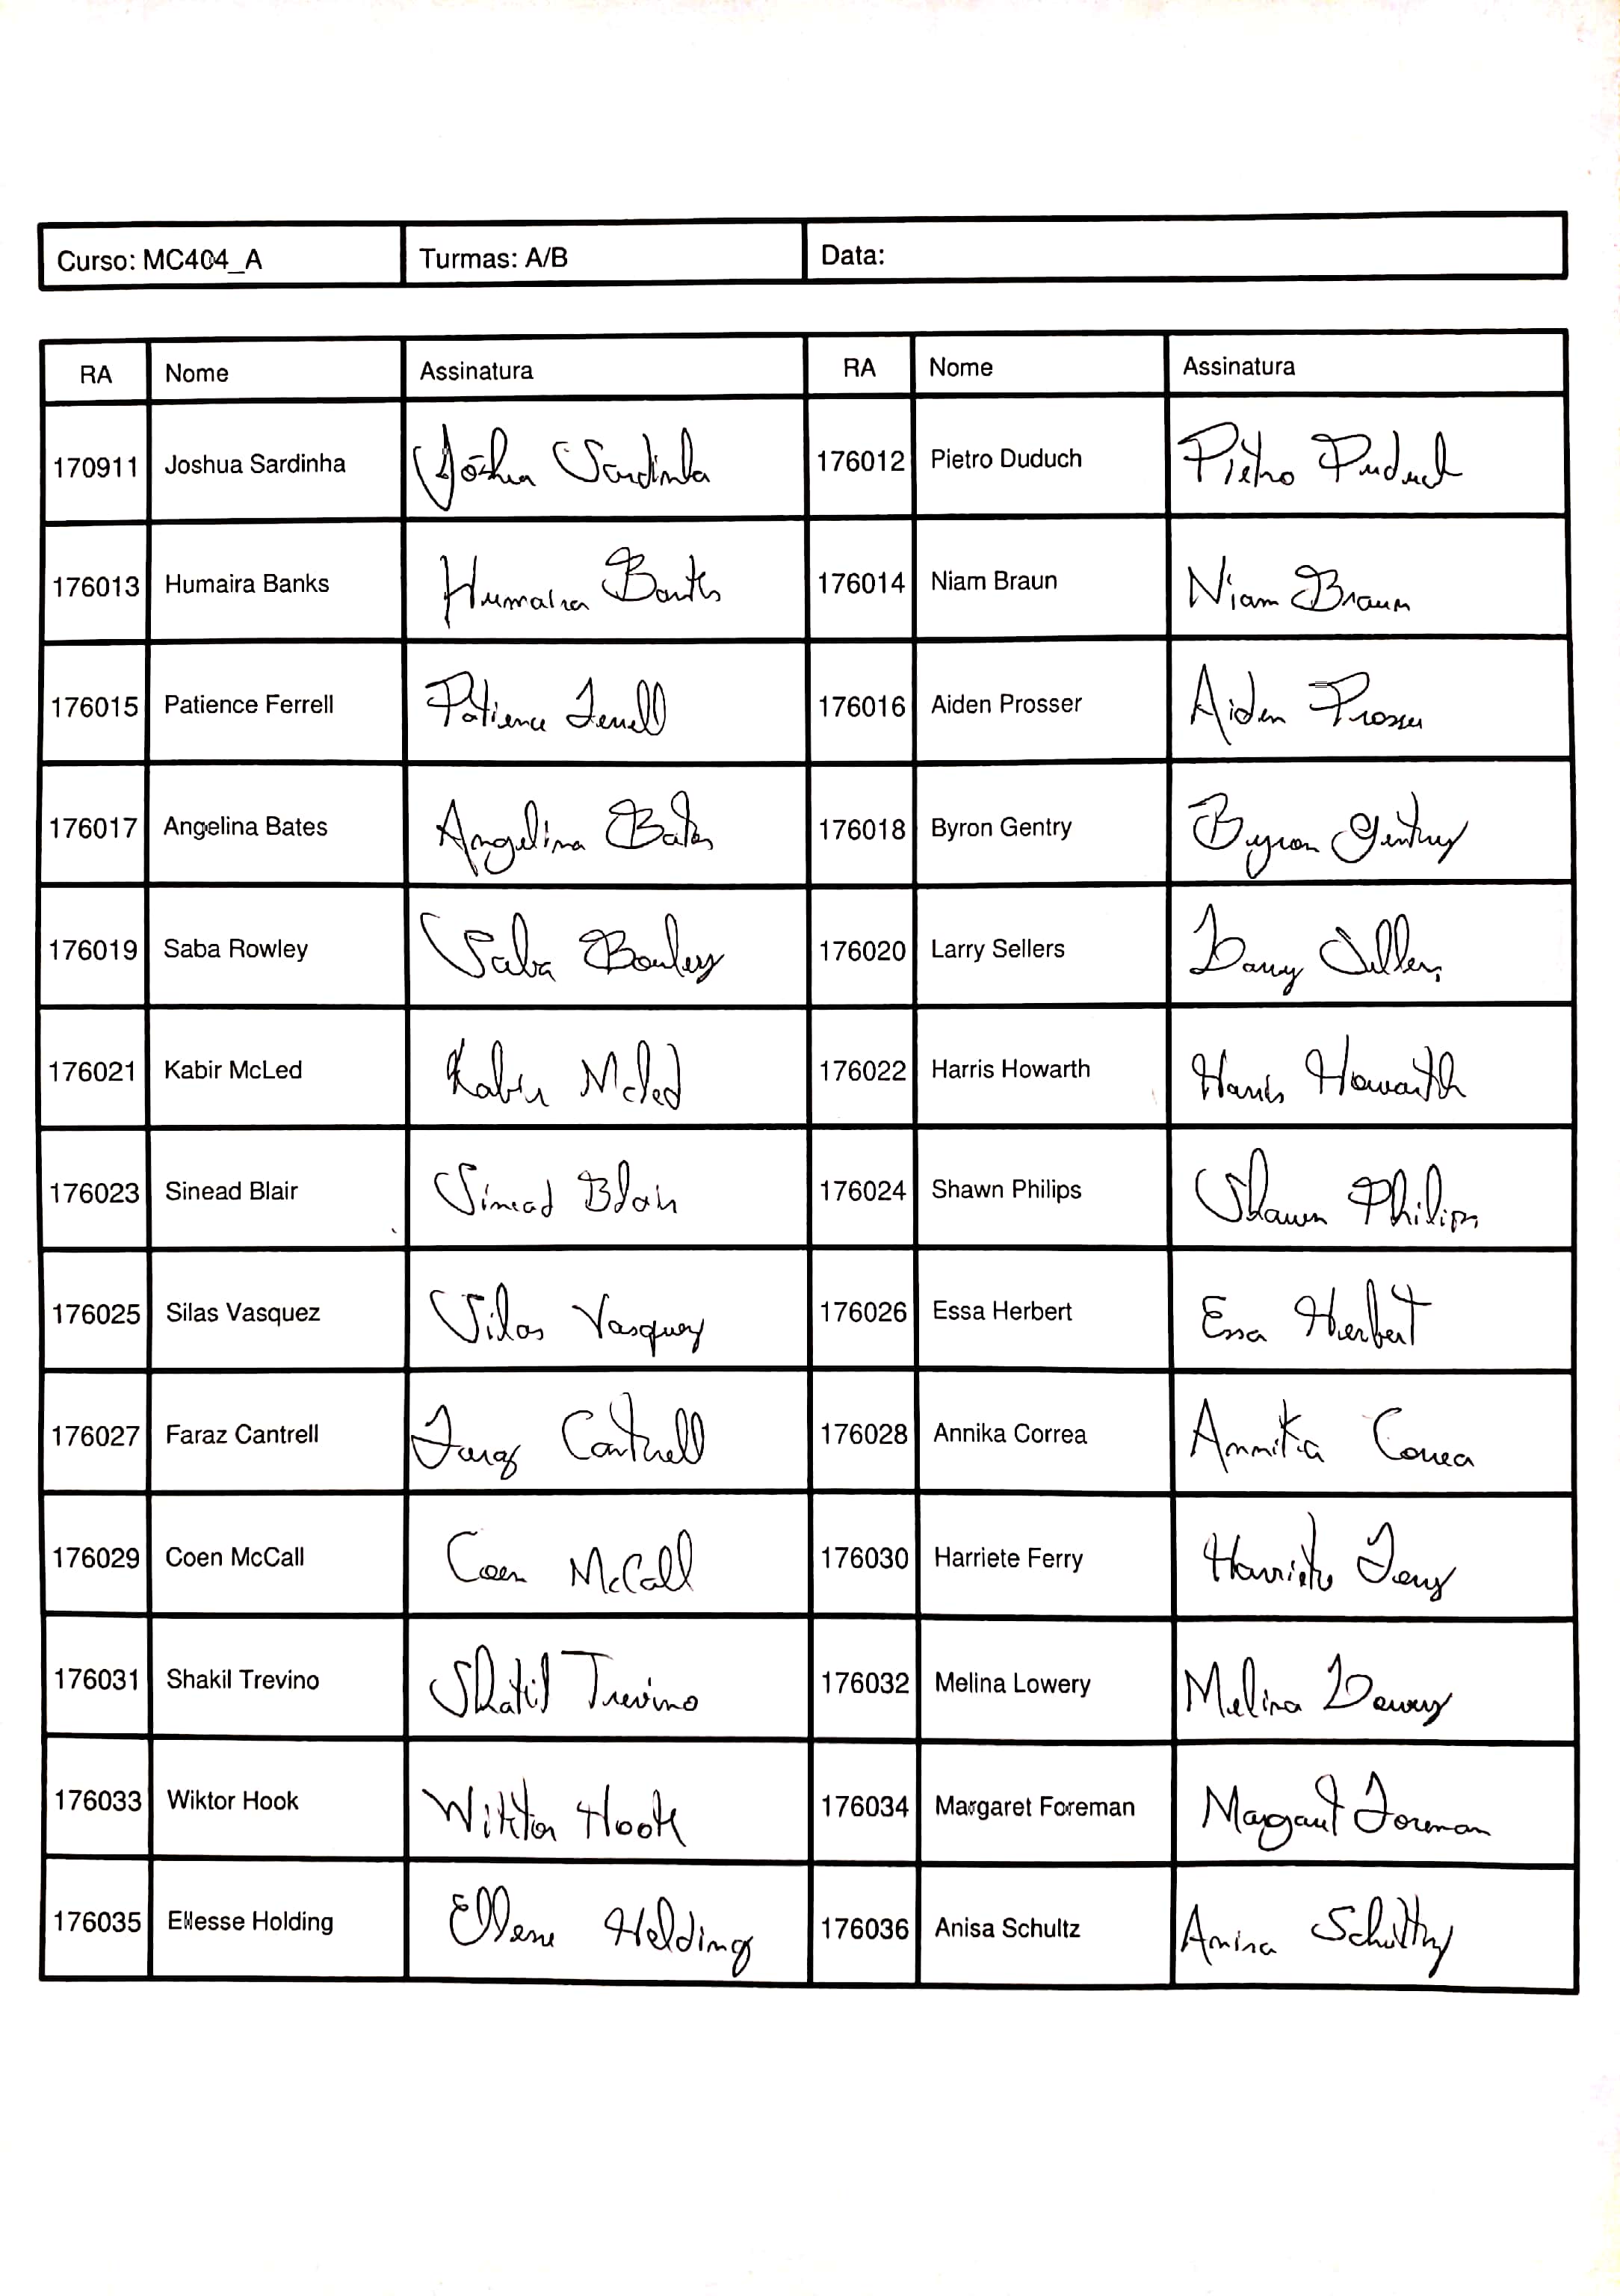 Curso: MC404_A Turmas: A/B Data:
RA Nome Assinatura RA Nome Assinatura
170911 Joshua Sardinha Joshua Sardinha 176012 Pietro Duduch Pietro Duduch
176013 Humaira Banks Humaira Banks 176014 Niam Braun Niam Braun
176015 Patience Ferrell Patience Ferrell 176016 Aiden Prosser Aiden Prosser
176017 Angelina Bates Angelina Bates 176018 Byron Gentry Byron Gentry
176019 Saba Rowley Saba Rowley 176020 Larry Sellers Larry Sellers
176021 Kabir McLed Kabir McLed 176022 Harris Howarth Harris Howarth
176023 Sinead Blair Sinead Blair 176024 Shawn Philips Shawn Philips
176025 Silas Vasquez Silas Vasquez 176026 Essa Herbert Essa Herbert
176027 Faraz Cantrell Faraz Cantrell 176028 Annika Correa Annika Correa
176029 Coen McCall Coen McCall 176030 Harriete Ferry Harriete Ferry
176031 Shakil Trevino Shakil Trevino 176032 Melina Lowery Melina Lowery
176033 Wiktor Hook Wiktor Hook 176034 Margaret Foreman Margaret Foreman
176035 Ellesse Holding Ellesse Holding 176036 Anisa Schultz Anisa Schultz